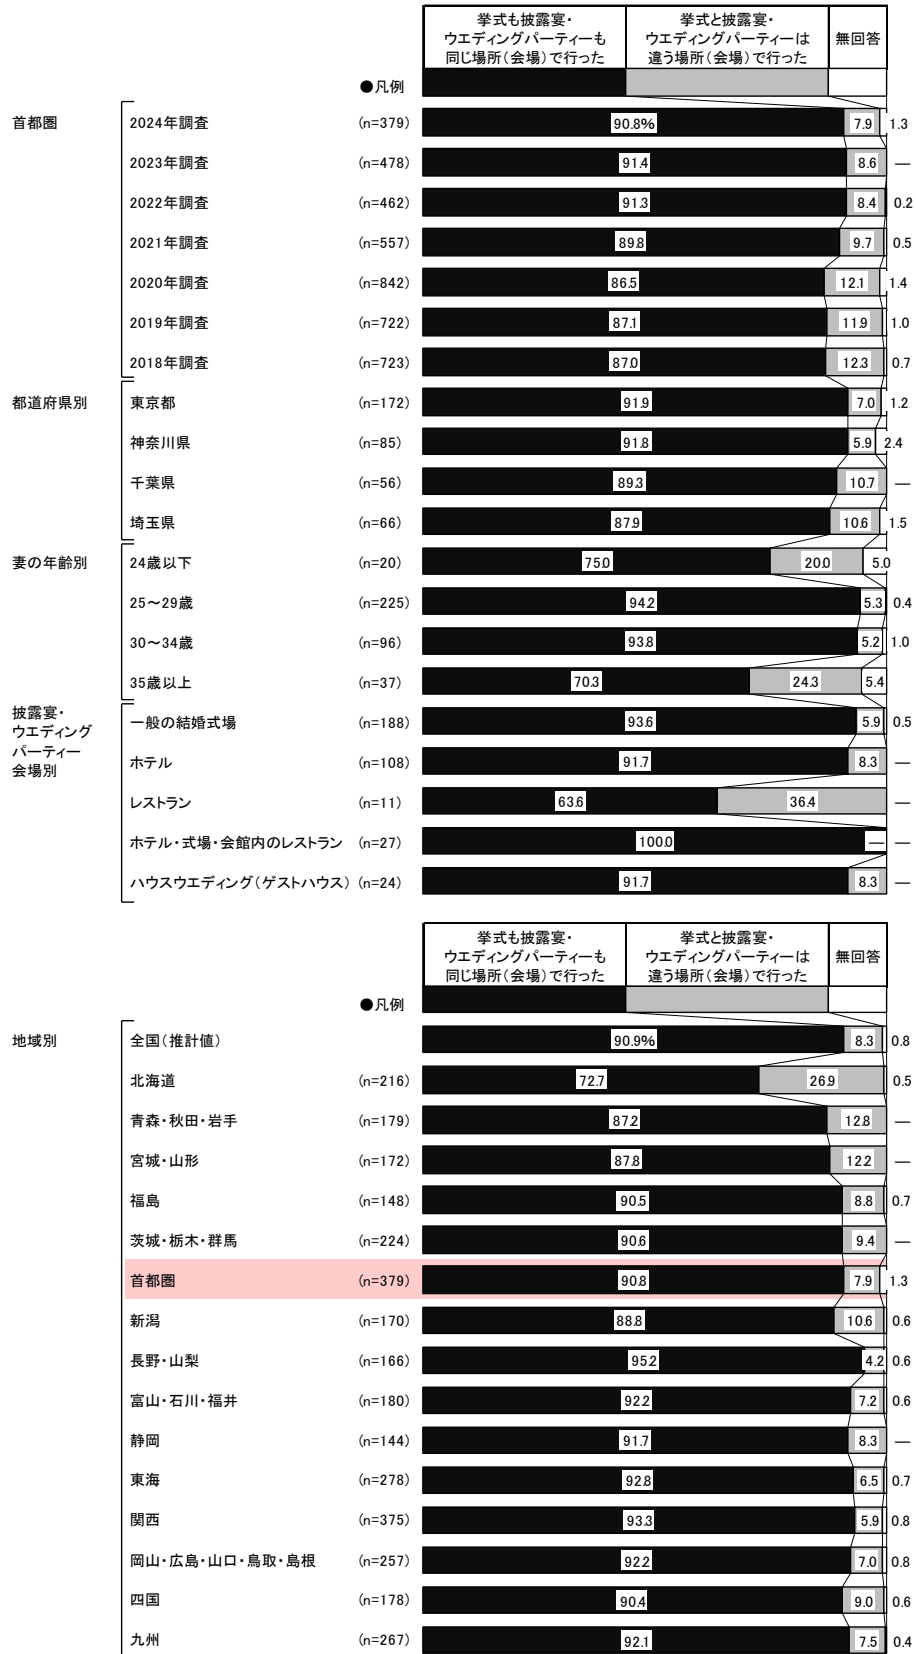 挙式も披露宴・
ウエディングパーティーも
同じ場所（会場）で行った
挙式と披露宴・
ウエディングパーティーは
違う場所（会場）で行った
無回答
●凡例
首都圏
2024年調査 (n=379) 90.8% 7.9 1.3
2023年調査 (n=478) 91.4 8.6 ―
2022年調査 (n=462) 91.3 8.4 0.2
2021年調査 (n=557) 89.8 9.7 0.5
2020年調査 (n=842) 86.5 12.1 1.4
2019年調査 (n=722) 87.1 11.9 1.0
2018年調査 (n=723) 87.0 12.3 0.7
都道府県別
東京都 (n=172) 91.9 7.0 1.2
神奈川県 (n=85) 91.8 5.9 2.4
千葉県 (n=56) 89.3 10.7 ―
埼玉県 (n=66) 87.9 10.6 1.5
妻の年齢別
24歳以下 (n=20) 75.0 20.0 5.0
25～29歳 (n=225) 94.2 5.3 0.4
30～34歳 (n=96) 93.8 5.2 1.0
35歳以上 (n=37) 70.3 24.3 5.4
披露宴・
ウエディング
パーティー
会場別
一般の結婚式場 (n=188) 93.6 5.9 0.5
ホテル (n=108) 91.7 8.3 ―
レストラン (n=11) 63.6 36.4 ―
ホテル・式場・会館内のレストラン (n=27) 100.0 ― ―
ハウスウエディング（ゲストハウス） (n=24) 91.7 8.3 ―
挙式も披露宴・
ウエディングパーティーも
同じ場所（会場）で行った
挙式と披露宴・
ウエディングパーティーは
違う場所（会場）で行った
無回答
●凡例
地域別
全国（推計値） 90.9% 8.3 0.8
北海道 (n=216) 72.7 26.9 0.5
青森・秋田・岩手 (n=179) 87.2 12.8 ―
宮城・山形 (n=172) 87.8 12.2 ―
福島 (n=148) 90.5 8.8 0.7
茨城・栃木・群馬 (n=224) 90.6 9.4 ―
首都圏 (n=379) 90.8 7.9 1.3
新潟 (n=170) 88.8 10.6 0.6
長野・山梨 (n=166) 95.2 4.2 0.6
富山・石川・福井 (n=180) 92.2 7.2 0.6
静岡 (n=144) 91.7 8.3 ―
東海 (n=278) 92.8 6.5 0.7
関西 (n=375) 93.3 5.9 0.8
岡山・広島・山口・鳥取・島根 (n=257) 92.2 7.0 0.8
四国 (n=178) 90.4 9.0 0.6
九州 (n=267) 92.1 7.5 0.4